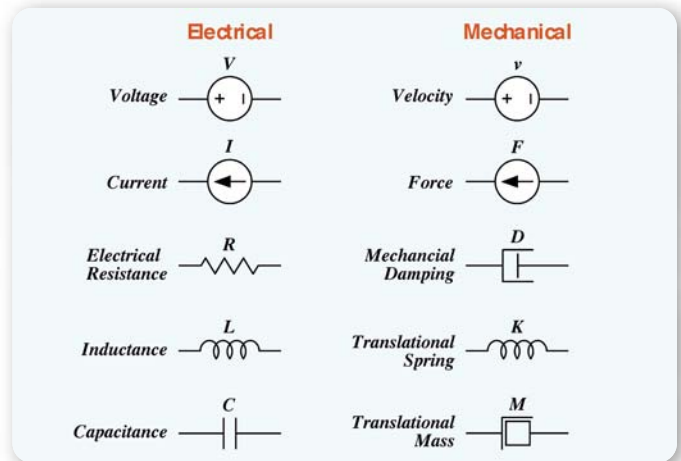 Electrical Mechanical
V v
Voltage + – Velocity + –
I F
Current Force
Electrical Resistance R Mechancial Damping D
L K
Inductance Translational Spring
C M
Capacitance Translational Mass